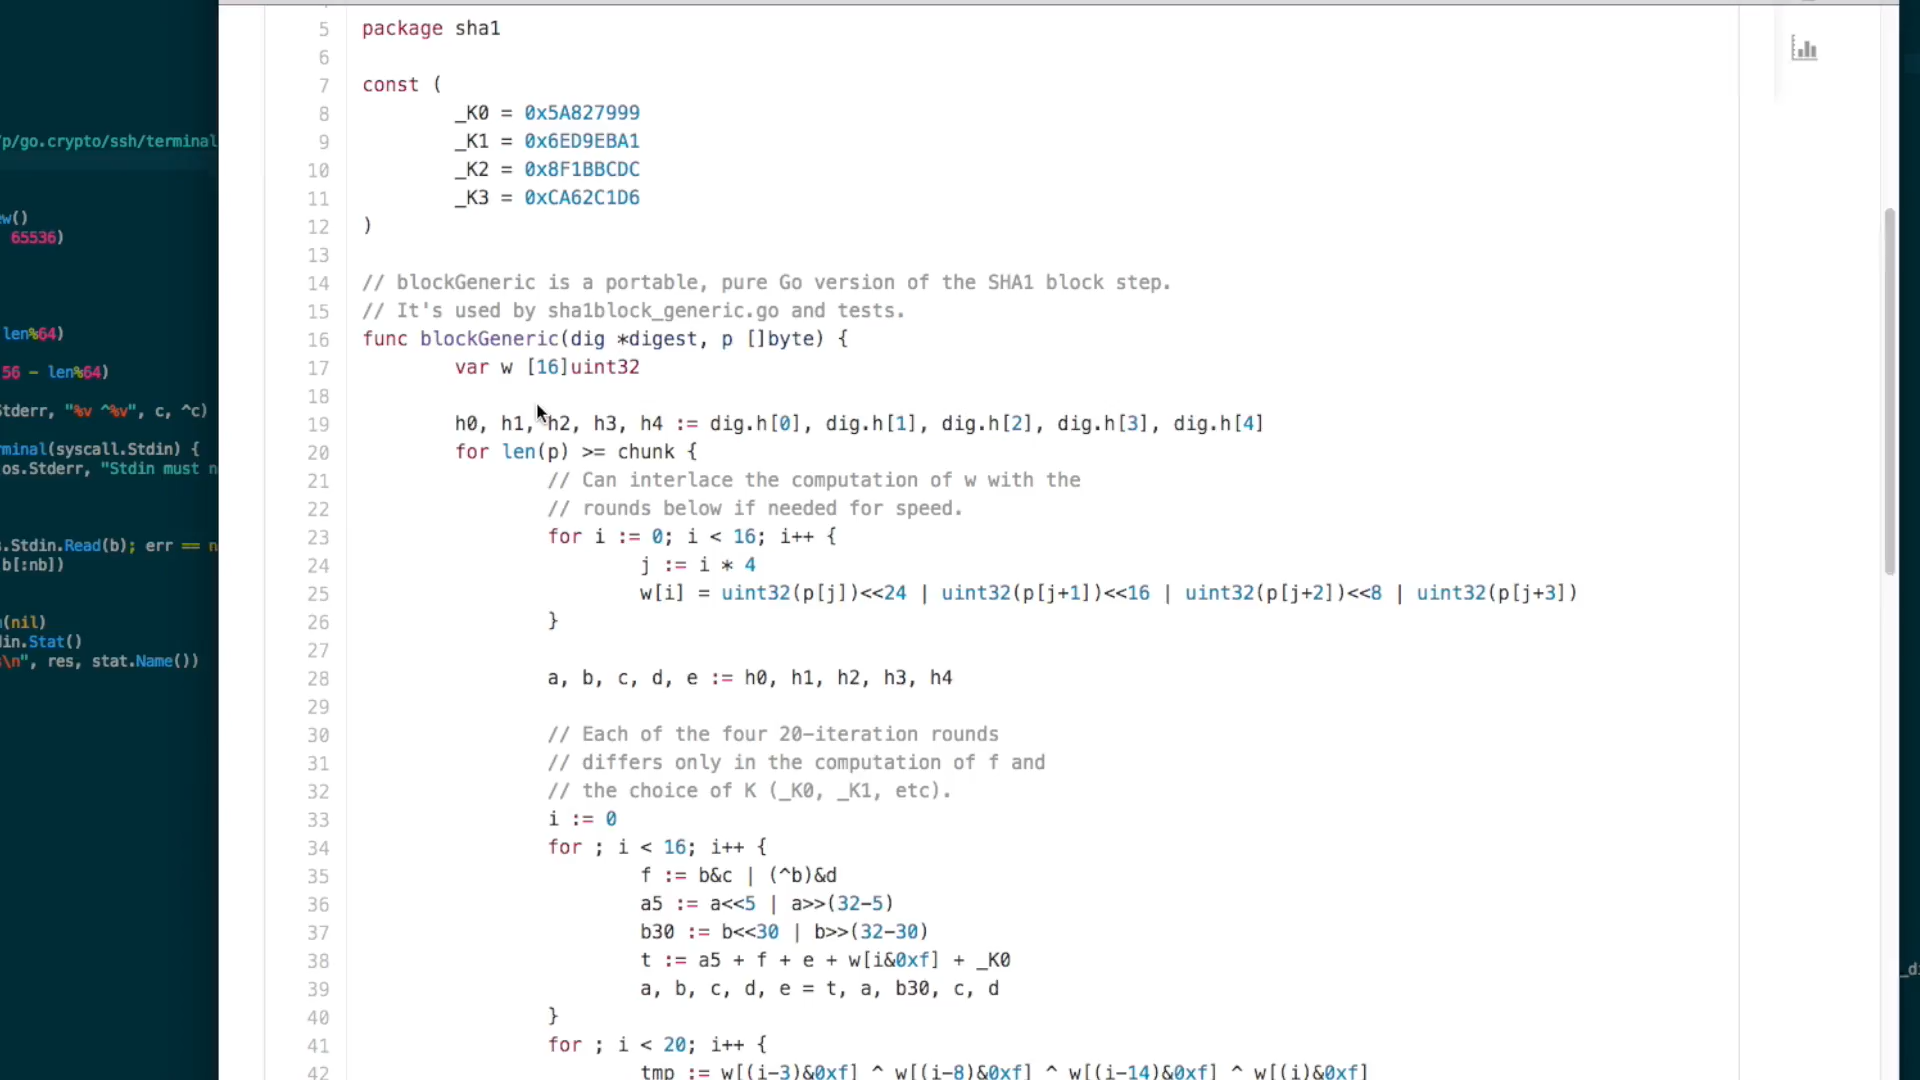 /p/go.crypto/ssh/terminal
ew()
65536)
len%64)
56 - len%64)
Stderr, "%v ^%v", c, ^c)
minal(syscall.Stdin) {
os.Stderr, "Stdin must n
s.Stdin.Read(b); err == n
b[:nb])
(nil)
din.Stat()
s\n", res, stat.Name())
5 package sha1
6
7 const (
8 _K0 = 0x5A827999
9 _K1 = 0x6ED9EBA1
10 _K2 = 0x8F1BBCDC
11 _K3 = 0xCA62C1D6
12 )
13
14 // blockGeneric is a portable, pure Go version of the SHA1 block step.
15 // It's used by sha1block_generic.go and tests.
16 func blockGeneric(dig *digest, p []byte) {
17 var w [16]uint32
18
19 h0, h1, h2, h3, h4 := dig.h[0], dig.h[1], dig.h[2], dig.h[3], dig.h[4]
20 for len(p) >= chunk {
21 // Can interlace the computation of w with the
22 // rounds below if needed for speed.
23 for i := 0; i < 16; i++ {
24 j := i * 4
25 w[i] = uint32(p[j])<<24 | uint32(p[j+1])<<16 | uint32(p[j+2])<<8 | uint32(p[j+3])
26 }
27
28 a, b, c, d, e := h0, h1, h2, h3, h4
29
30 // Each of the four 20-iteration rounds
31 // differs only in the computation of f and
32 // the choice of K (_K0, _K1, etc).
33 i := 0
34 for ; i < 16; i++ {
35 f := b&c | (^b)&d
36 a5 := a<<5 | a>>(32-5)
37 b30 := b<<30 | b>>(32-30)
38 t := a5 + f + e + w[i&0xf] + _K0
39 a, b, c, d, e = t, a, b30, c, d
40 }
41 for ; i < 20; i++ {
42 tmp := w[(i-3)&0xf] ^ w[(i-8)&0xf] ^ w[(i-14)&0xf] ^ w[(i)&0xf]
_di